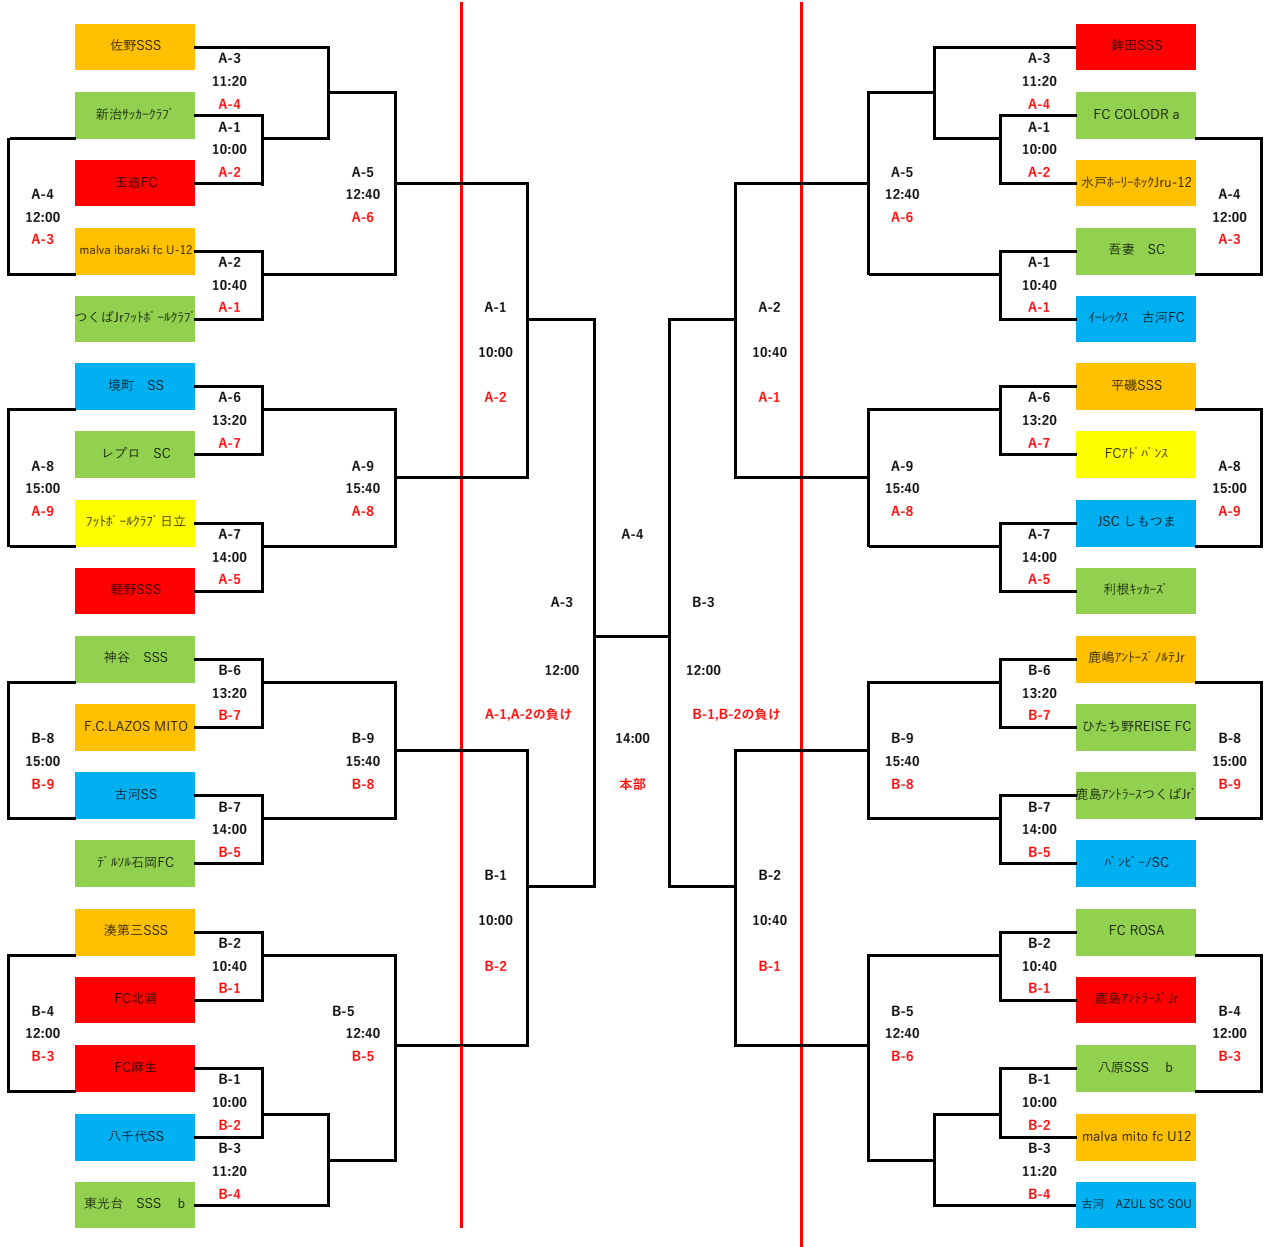 佐野SSS
A-3
11:20
A-4
新治ｻｯｶｰｸﾗﾌﾞ
A-1
10:00
A-2
玉造FC
A-4
12:00
A-3
A-5
12:40
A-6
malva ibaraki fc U-12
A-2
10:40
A-1
つくばJrﾌｯﾄﾎﾞｰﾙｸﾗﾌﾞ
境町　SS
A-6
13:20
A-7
レプロ　SC
A-8
15:00
A-9
A-9
15:40
A-8
ﾌｯﾄﾎﾞｰﾙｸﾗﾌﾞ日立
A-7
14:00
A-5
軽野SSS
神谷　SSS
B-6
13:20
B-7
F.C.LAZOS MITO
B-8
15:00
B-9
B-9
15:40
B-8
古河SS
B-7
14:00
B-5
ﾃﾞﾙｿﾙ石岡FC
湊第三SSS
B-2
10:40
B-1
FC北浦
B-4
12:00
B-3
B-5
12:40
B-5
FC麻生
B-1
10:00
B-2
八千代SS
B-3
11:20
B-4
東光台　SSS　b
A-1
10:00
A-2
A-3
12:00
A-1,A-2の負け
B-1
10:00
B-2
A-4
14:00
本部
A-2
10:40
A-1
B-3
12:00
B-1,B-2の負け
B-2
10:40
B-1
鉾田SSS
A-3
11:20
A-4
FC COLODR a
A-1
10:00
A-2
水戸ﾎｰﾘｰﾎｯｸJru-12
A-5
12:40
A-6
A-4
12:00
A-3
吾妻　SC
A-1
10:40
A-1
ｲｰﾚｯｸｽ　古河FC
平磯SSS
A-6
13:20
A-7
FCｱﾄﾞﾊﾞﾝｽ
A-9
15:40
A-8
A-8
15:00
A-9
JSC しもつま
A-7
14:00
A-5
利根ｷｯｶｰｽﾞ
鹿嶋ｱﾝﾄｰｽﾞﾉﾙﾃJr
B-6
13:20
B-7
ひたち野REISE FC
B-9
15:40
B-8
B-8
15:00
B-9
鹿島ｱﾝﾄﾗｰｽつくばJr
B-7
14:00
B-5
ﾊﾞﾝﾋﾞｰﾉSC
FC ROSA
B-2
10:40
B-1
鹿島ｱﾝﾄﾗｰｽﾞJr
B-5
12:40
B-6
B-4
12:00
B-3
八原SSS　b
B-1
10:00
B-2
malva mito fc U12
B-3
11:20
B-4
古河　AZUL SC SOU